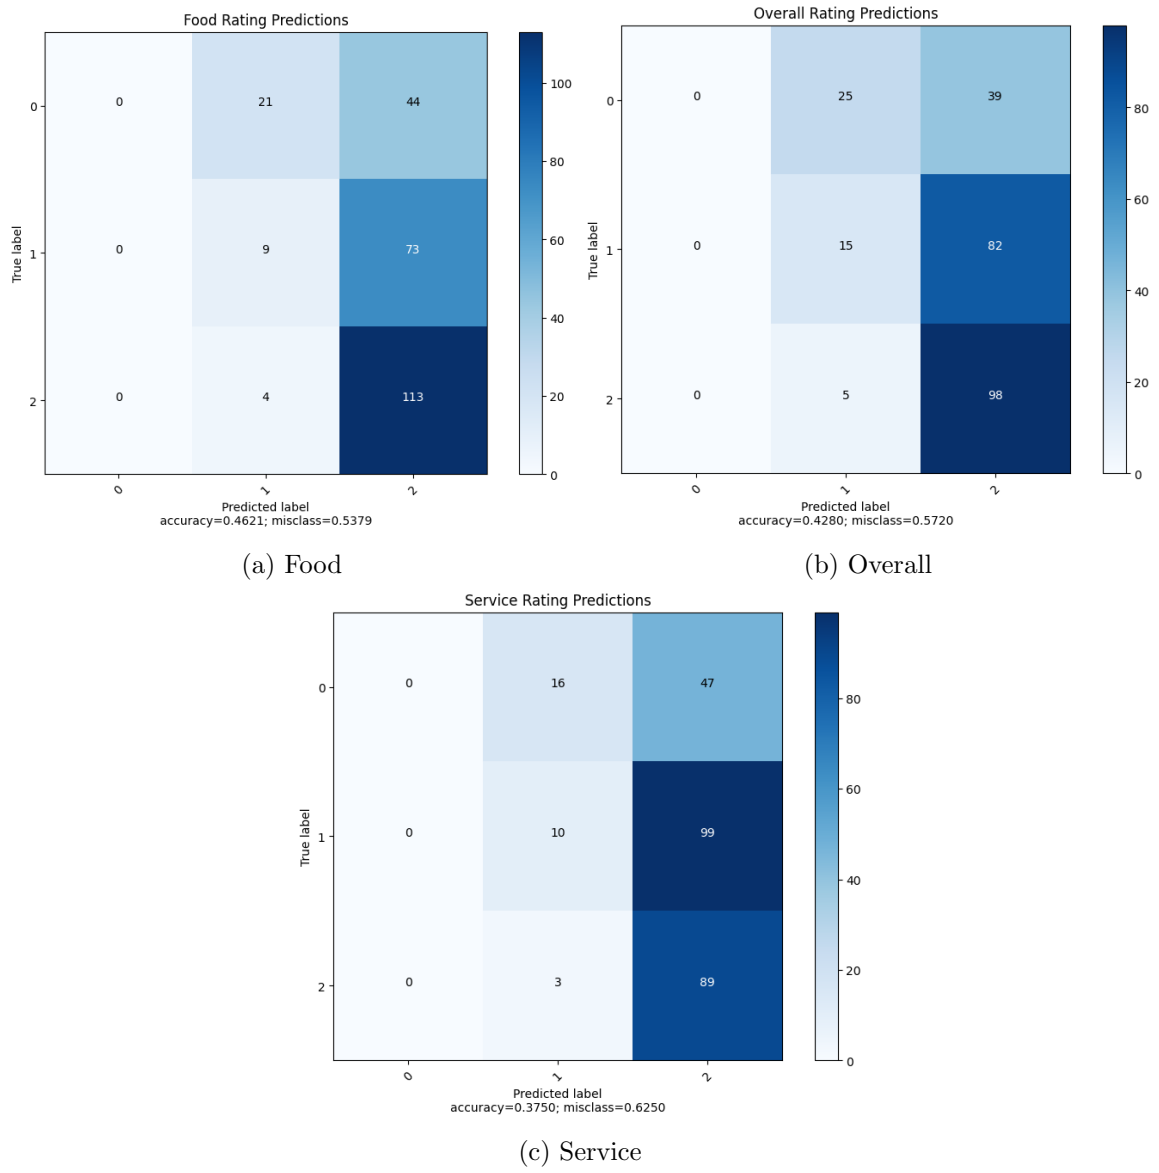 Food Rating Predictions
0 0 21 44
1 0 9 73
2 0 4 113
0 1 2
True label
Predicted label
accuracy=0.4621; misclass=0.5379
100
80
60
40
20
0
(a) Food
Overall Rating Predictions
0 0 25 39
1 0 15 82
2 0 5 98
0 1 2
True label
Predicted label
accuracy=0.4280; misclass=0.5720
80
60
40
20
0
(b) Overall
Service Rating Predictions
0 0 16 47
1 0 10 99
2 0 3 89
0 1 2
True label
Predicted label
accuracy=0.3750; misclass=0.6250
80
60
40
20
0
(c) Service